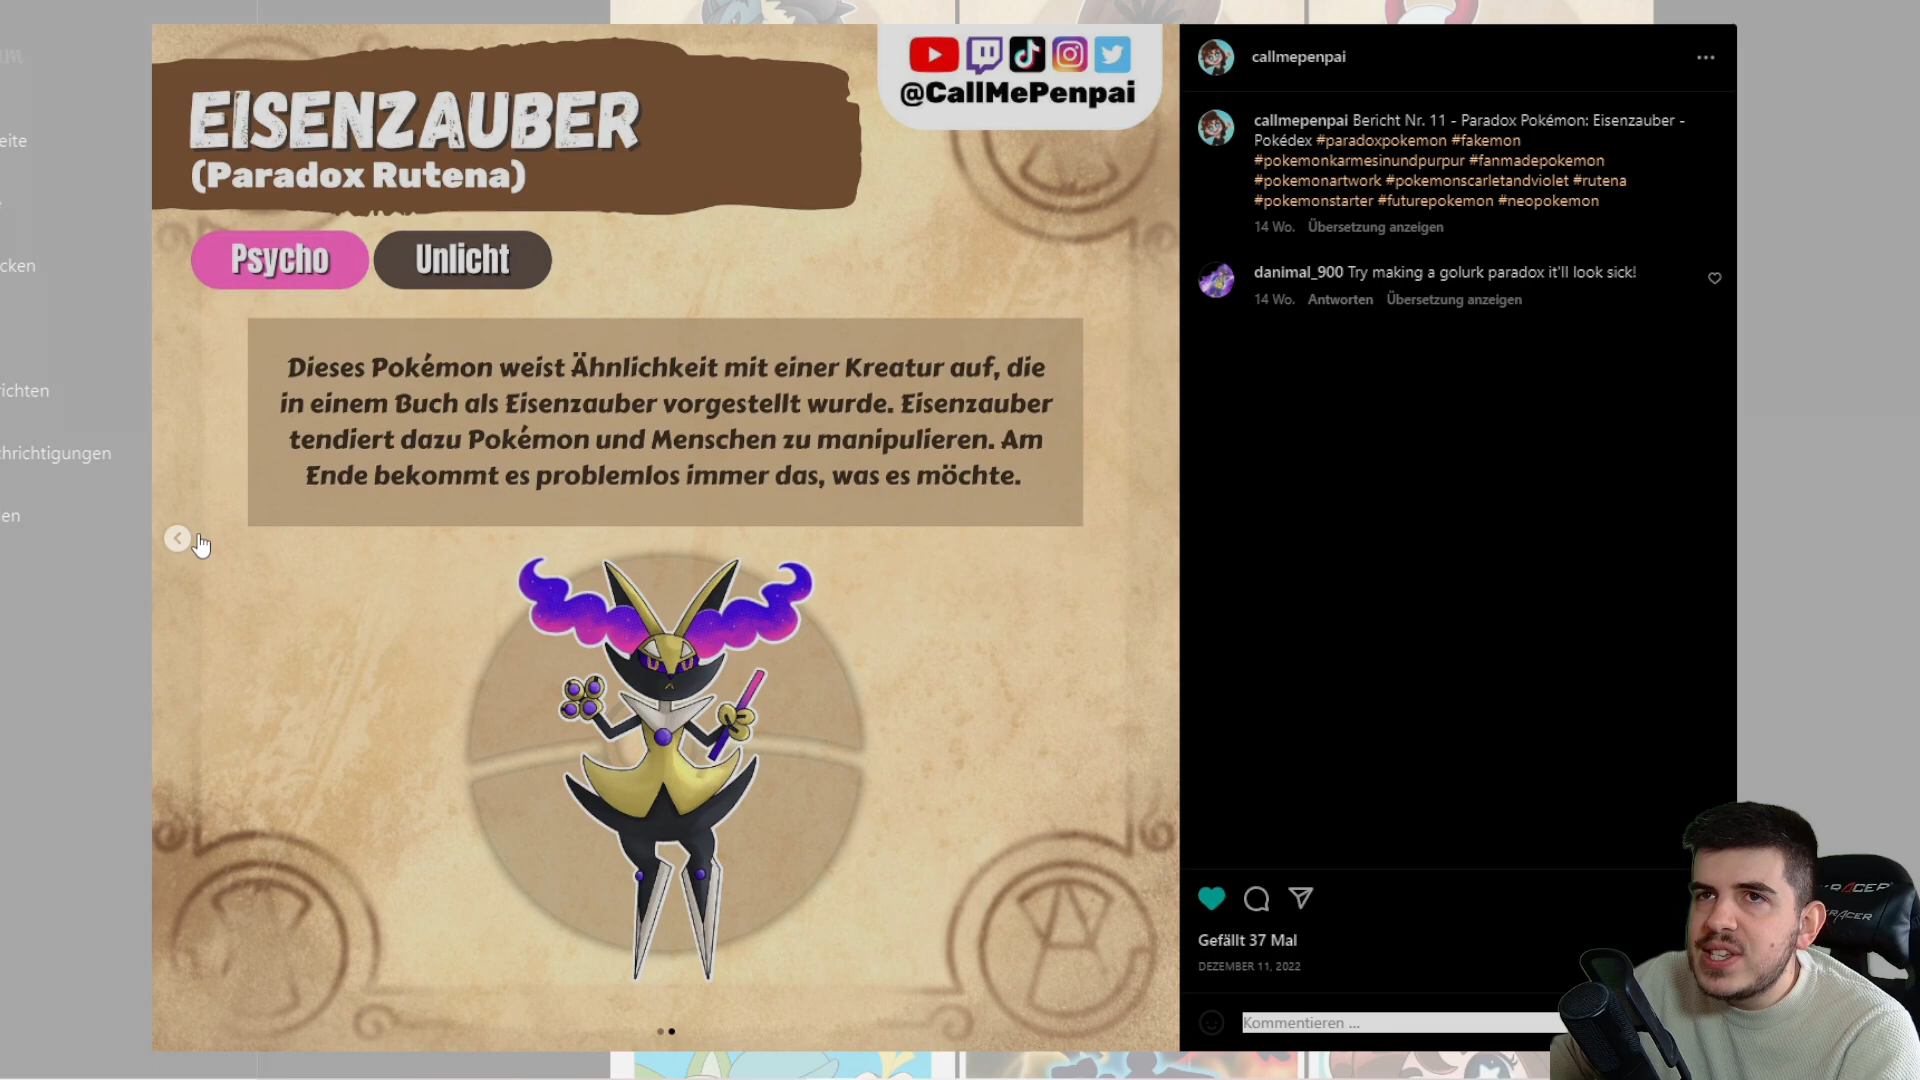 EISENZAUBER
(Paradox Rutena)
Psycho
Unlicht
@CallMePenpai
Dieses Pokémon weist Ähnlichkeit mit einer Kreatur auf, die
in einem Buch als Eisenzauber vorgestellt wurde. Eisenzauber
tendiert dazu Pokémon und Menschen zu manipulieren. Am
Ende bekommt es problemlos immer das, was es möchte.
callmepenpai
callmepenpai Bericht Nr. 11 - Paradox Pokémon: Eisenzauber -
Pokédex #paradoxpokemon #fakemon
#pokemonkarmesinundpurpur #fanmadepokemon
#pokemonartwork #pokemonscarletandviolet #rutena
#pokemonstarter #futurepokemon #neopokemon
14 Wo. Übersetzung anzeigen
danimal_900 Try making a golurk paradox it'll look sick!
14 Wo. Antworten Übersetzung anzeigen
Gefällt 37 Mal
DEZEMBER 11, 2022
Kommentieren ...
eite
cken
ichten
chrichtigungen
en